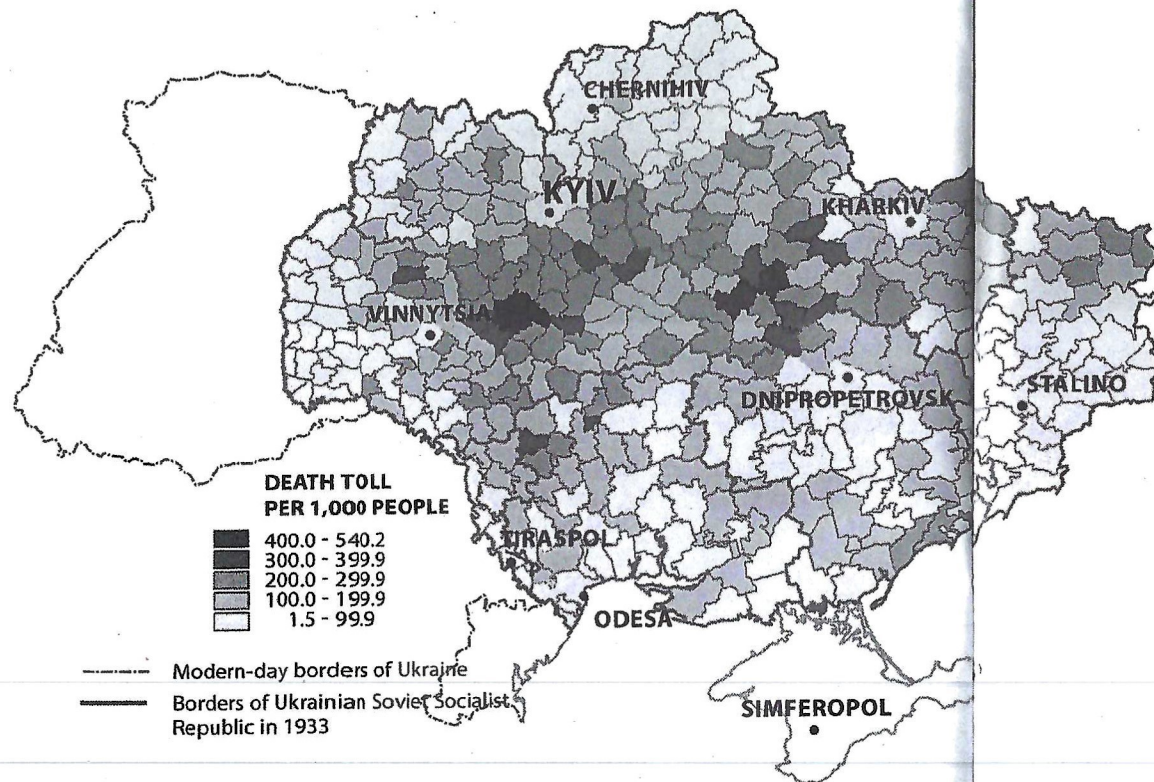 CHERNIHIV
KYIV
KHARKIV
VINNYTSIA
STALINO
DNIPROPETROVSK
DEATH TOLL
PER 1,000 PEOPLE
400.0 - 540.2
300.0 - 399.9
200.0 - 299.9
100.0 - 199.9
1.5 - 99.9
TIRASPOL
ODESA
Modern-day borders of Ukraine
Borders of Ukrainian Soviet Socialist
Republic in 1933
SIMFEROPOL